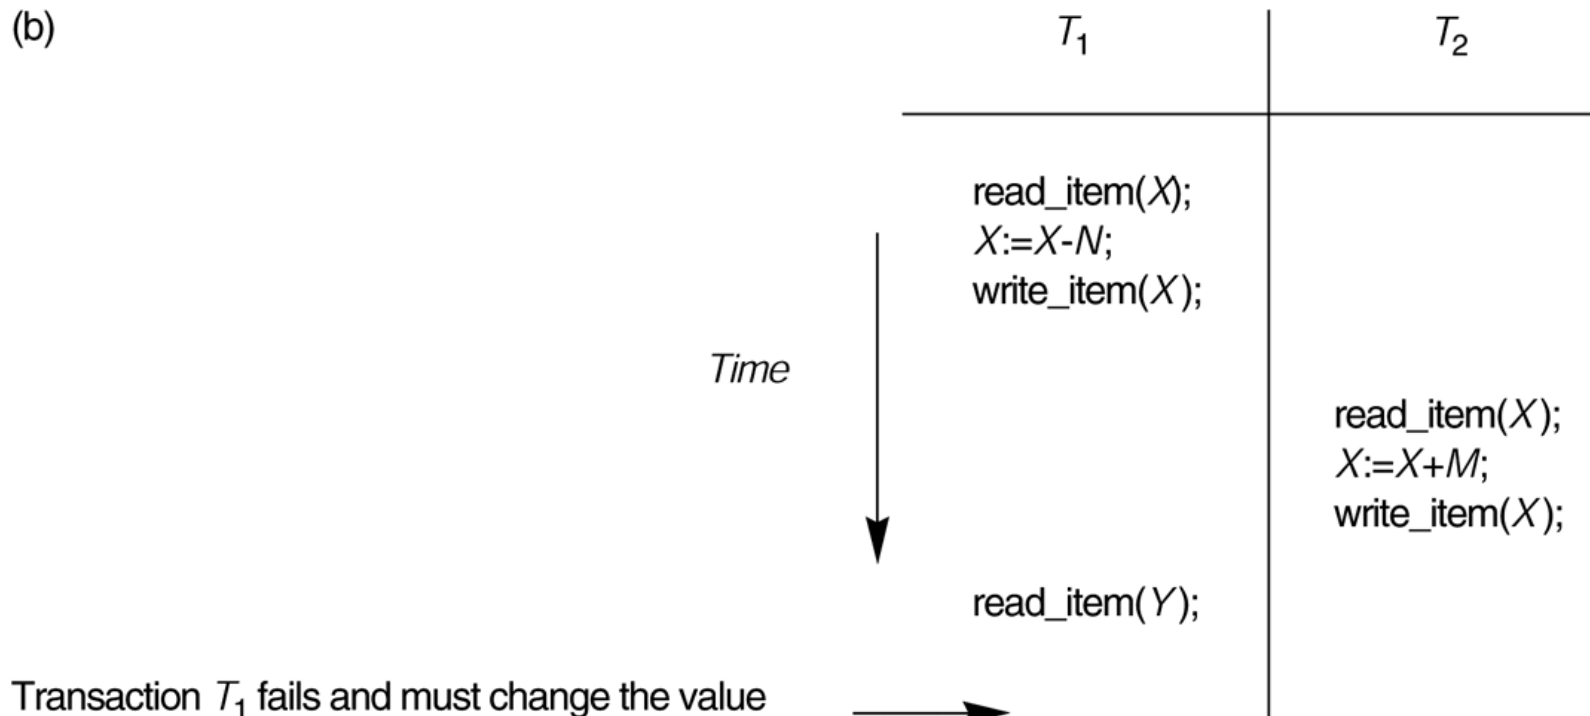 (b)
T₁ T₂
read_item(X);
X:=X-N;
write_item(X);
Time
read_item(X);
X:=X+M;
write_item(X);
read_item(Y);
Transaction T₁ fails and must change the value